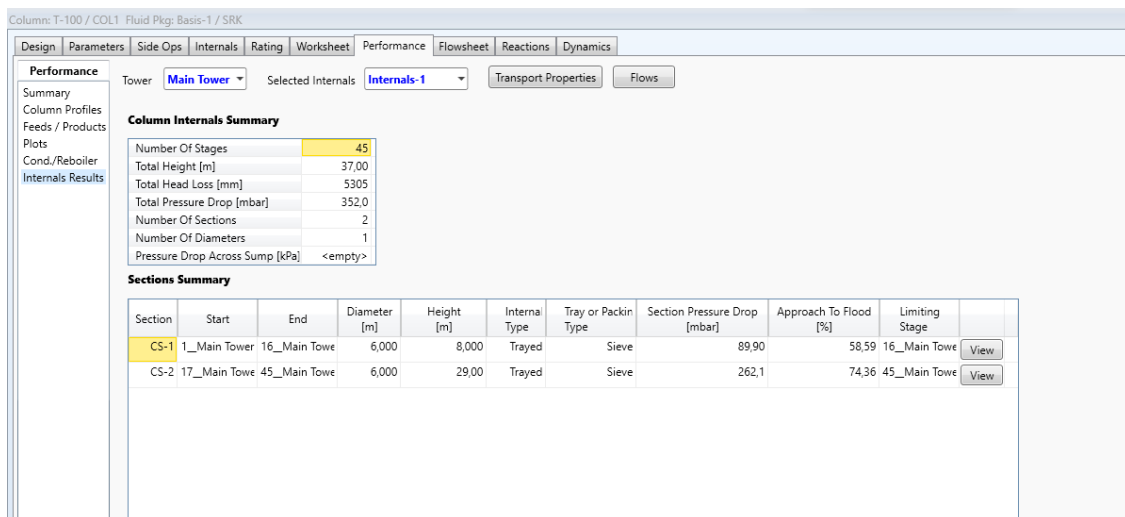 Column: T-100 / COL1 Fluid Pkg: Basis-1 / SRK
Design Parameters Side Ops Internals Rating Worksheet Performance Flowsheet Reactions Dynamics
Performance
Summary
Column Profiles
Feeds / Products
Plots
Cond./Reboiler
Internals Results
Tower Main Tower Selected Internals Internals-1 Transport Properties Flows
Column Internals Summary
Number Of Stages 45
Total Height [m] 37,00
Total Head Loss [mm] 5305
Total Pressure Drop [mbar] 352,0
Number Of Sections 2
Number Of Diameters 1
Pressure Drop Across Sump [kPa] <empty>
Sections Summary
Section Start End Diameter [m] Height [m] Internal Type Tray or Packin Type Section Pressure Drop [mbar] Approach To Flood [%] Limiting Stage
CS-1 1__Main Tower 16__Main Towe 6,000 8,000 Trayed Sieve 89,90 58,59 16__Main Towe View
CS-2 17__Main Towe 45__Main Towe 6,000 29,00 Trayed Sieve 262,1 74,36 45__Main Towe View